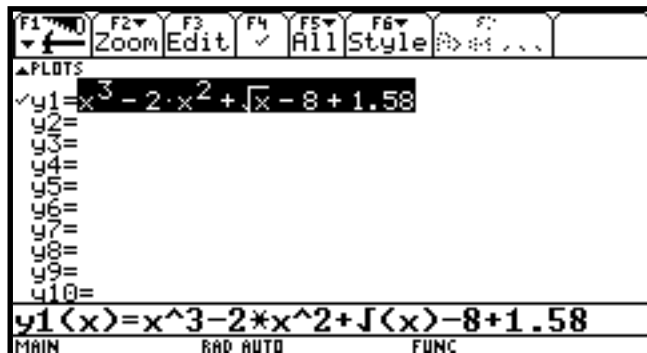 F1 F2 Zoom F3 Edit F4 ✓ F5 All F6 Style
PLOTS
✓y1=x³ − 2·x² + √x − 8 + 1.58
y2=
y3=
y4=
y5=
y6=
y7=
y8=
y9=
y10=
y1(x)=x^3-2*x^2+√(x)-8+1.58
MAIN RAD AUTO FUNC